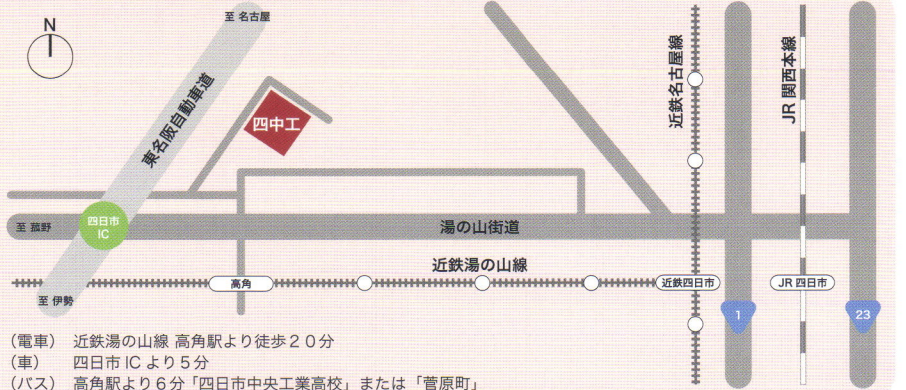 N
至 名古屋
東名阪自動車道
四中工
近鉄名古屋線
JR 関西本線
至 菰野
四日市
IC
湯の山街道
近鉄湯の山線
高角
近鉄四日市
JR 四日市
至 伊勢
1
23
(電車) 近鉄湯の山線 高角駅より徒歩20分
(車) 四日市 IC より5分
(バス) 高角駅より6分「四日市中央工業高校」または「菅原町」